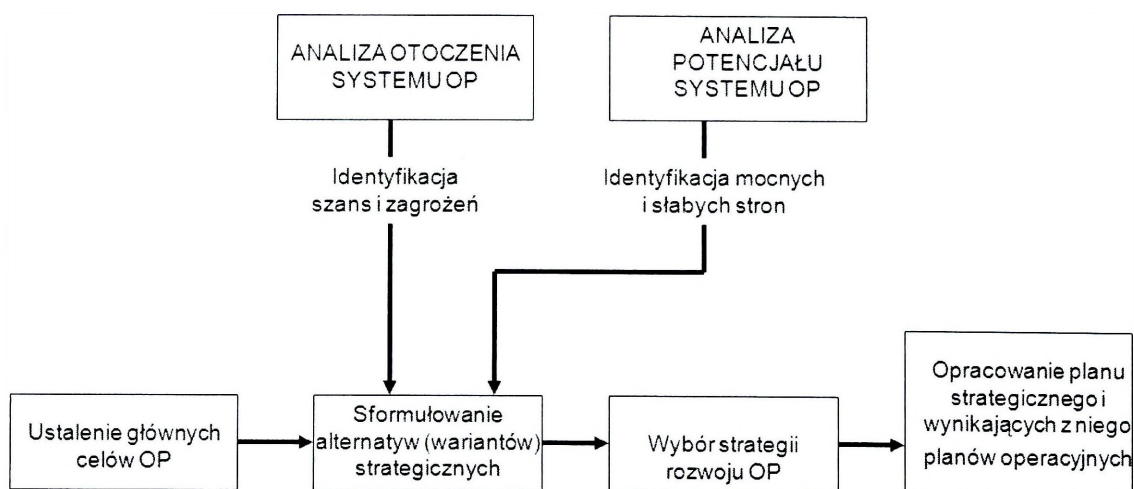 ANALIZA OTOCZENIA
SYSTEMU OP
ANALIZA
POTENCJAŁU
SYSTEMU OP
Identyfikacja
szans i zagrożeń
Identyfikacja mocnych
i słabych stron
Ustalenie głównych
celów OP
Sformułowanie
alternatyw (wariantów)
strategicznych
Wybór strategii
rozwoju OP
Opracowanie planu
strategicznego i
wynikających z niego
planów operacyjnych